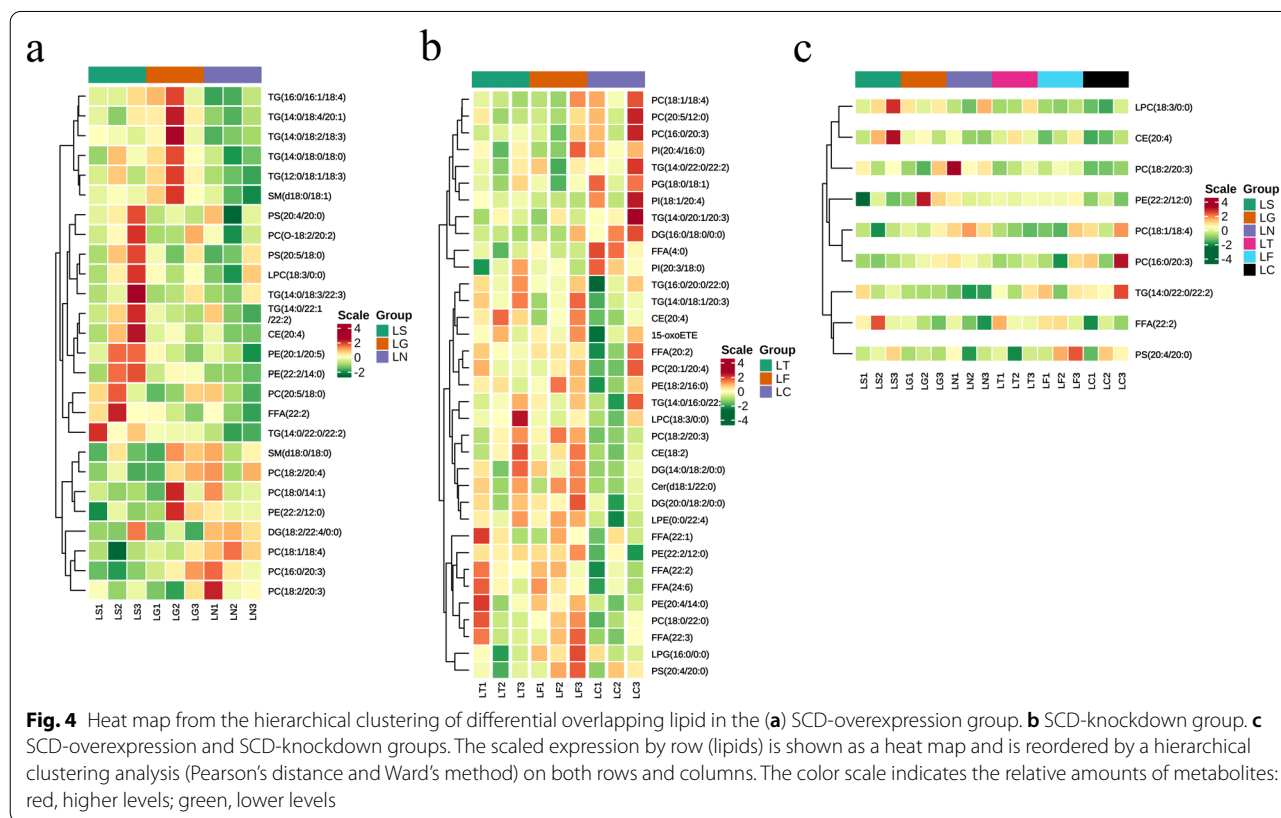 a
TG(16:0/16:1/18:4)
TG(14:0/18:4/20:1)
TG(14:0/18:2/18:3)
TG(14:0/18:0/18:0)
TG(12:0/18:1/18:3)
SM(d18:0/18:1)
PS(20:4/20:0)
PC(O-18:2/20:2)
PS(20:5/18:0)
LPC(18:3/0:0)
TG(14:0/18:3/22:3)
TG(14:0/22:1
/22:2)
CE(20:4)
PE(20:1/20:5)
PE(22:2/14:0)
PC(20:5/18:0)
FFA(22:2)
TG(14:0/22:0/22:2)
SM(d18:0/18:0)
PC(18:2/20:4)
PC(18:0/14:1)
PE(22:2/12:0)
DG(18:2/22:4/0:0)
PC(18:1/18:4)
PC(16:0/20:3)
PC(18:2/20:3)
LS1 LS2 LS3 LG1 LG2 LG3 LN1 LN2 LN3
Scale Group
4
2
0
-2
LS
LG
LN
b
PC(18:1/18:4)
PC(20:5/12:0)
PC(16:0/20:3)
PI(20:4/16:0)
TG(14:0/22:0/22:2)
PG(18:0/18:1)
PI(18:1/20:4)
TG(14:0/20:1/20:3)
DG(16:0/18:0/0:0)
FFA(4:0)
PI(20:3/18:0)
TG(16:0/20:0/22:0)
TG(14:0/18:1/20:3)
CE(20:4)
15-oxoETE
FFA(20:2)
PC(20:1/20:4)
PE(18:2/16:0)
TG(14:0/16:0/22:
LPC(18:3/0:0)
PC(18:2/20:3)
CE(18:2)
DG(14:0/18:2/0:0)
Cer(d18:1/22:0)
DG(20:0/18:2/0:0)
LPE(0:0/22:4)
FFA(22:1)
PE(22:2/12:0)
FFA(22:2)
FFA(24:6)
PE(20:4/14:0)
PC(18:0/22:0)
FFA(22:3)
LPG(16:0/0:0)
PS(20:4/20:0)
LT1 LT2 LT3 LF1 LF2 LF3 LC1 LC2 LC3
Scale Group
4
2
0
-2
-4
LT
LF
LC
c
LPC(18:3/0:0)
CE(20:4)
PC(18:2/20:3)
PE(22:2/12:0)
PC(18:1/18:4)
PC(16:0/20:3)
TG(14:0/22:0/22:2)
FFA(22:2)
PS(20:4/20:0)
LS1 LS2 LS3 LG1 LG2 LG3 LN1 LN2 LN3 LT1 LT2 LT3 LF1 LF2 LF3 LC1 LC2 LC3
Scale Group
4
2
0
-2
-4
LS
LG
LN
LT
LF
LC
Fig. 4 Heat map from the hierarchical clustering of differential overlapping lipid in the (a) SCD-overexpression group. b SCD-knockdown group. c
SCD-overexpression and SCD-knockdown groups. The scaled expression by row (lipids) is shown as a heat map and is reordered by a hierarchical
clustering analysis (Pearson's distance and Ward's method) on both rows and columns. The color scale indicates the relative amounts of metabolites:
red, higher levels; green, lower levels